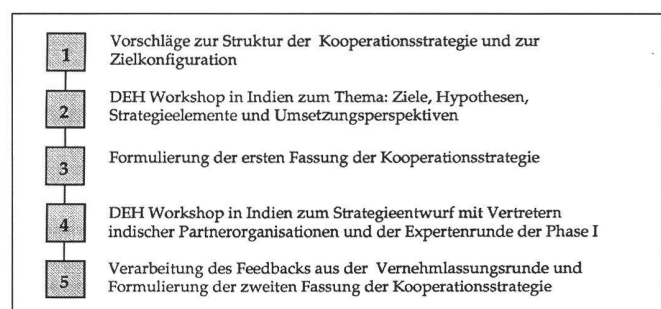 1 Vorschläge zur Struktur der Kooperationsstrategie und zur
Zielkonfiguration
2 DEH Workshop in Indien zum Thema: Ziele, Hypothesen,
Strategieelemente und Umsetzungsperspektiven
3 Formulierung der ersten Fassung der Kooperationsstrategie
4 DEH Workshop in Indien zum Strategieentwurf mit Vertretern
indischer Partnerorganisationen und der Expertenrunde der Phase I
5 Verarbeitung des Feedbacks aus der Vernehmlassungsrunde und
Formulierung der zweiten Fassung der Kooperationsstrategie